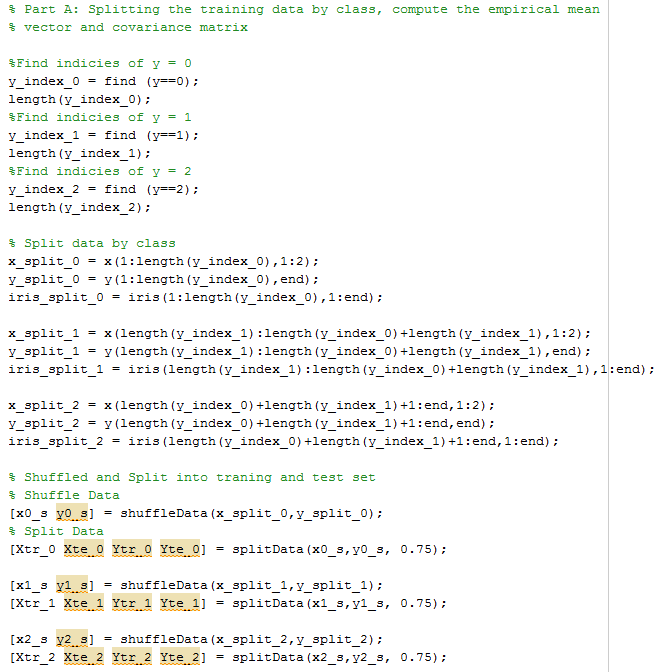 % Part A: Splitting the training data by class, compute the empirical mean
% vector and covariance matrix
%Find indicies of y = 0
y_index_0 = find (y==0);
length(y_index_0);
%Find indicies of y = 1
y_index_1 = find (y==1);
length(y_index_1);
%Find indicies of y = 2
y_index_2 = find (y==2);
length(y_index_2);
% Split data by class
x_split_0 = x(1:length(y_index_0),1:2);
y_split_0 = y(1:length(y_index_0),end);
iris_split_0 = iris(1:length(y_index_0),1:end);
x_split_1 = x(length(y_index_1):length(y_index_0)+length(y_index_1),1:2);
y_split_1 = y(length(y_index_1):length(y_index_0)+length(y_index_1),end);
iris_split_1 = iris(length(y_index_1):length(y_index_0)+length(y_index_1),1:end);
x_split_2 = x(length(y_index_0)+length(y_index_1)+1:end,1:2);
y_split_2 = y(length(y_index_0)+length(y_index_1)+1:end,end);
iris_split_2 = iris(length(y_index_0)+length(y_index_1)+1:end,1:end);
% Shuffled and Split into traning and test set
% Shuffle Data
[x0_s y0_s] = shuffleData(x_split_0,y_split_0);
% Split Data
[Xtr_0 Xte_0 Ytr_0 Yte_0] = splitData(x0_s,y0_s, 0.75);
[x1_s y1_s] = shuffleData(x_split_1,y_split_1);
[Xtr_1 Xte_1 Ytr_1 Yte_1] = splitData(x1_s,y1_s, 0.75);
[x2_s y2_s] = shuffleData(x_split_2,y_split_2);
[Xtr_2 Xte_2 Ytr_2 Yte_2] = splitData(x2_s,y2_s, 0.75);